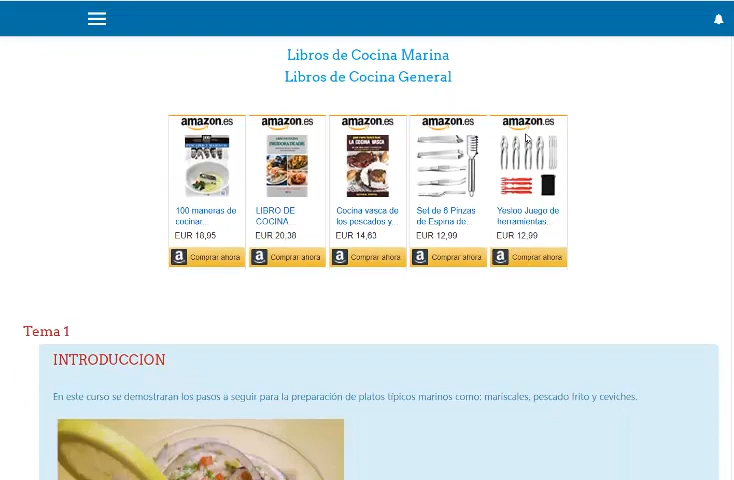 Libros de Cocina Marina
Libros de Cocina General
amazon.es amazon.es amazon.es amazon.es amazon.es
100 maneras de cocinar...
EUR 18,95
Comprar ahora
LIBRO DE COCINA...
EUR 20,38
Comprar ahora
LA COCINA VASCA
Cocina vasca de los pescados y...
EUR 14,63
Comprar ahora
Set de 6 Pinzas de Espina de...
EUR 12,99
Comprar ahora
Yesloo Juego de herramientas...
EUR 12,99
Comprar ahora
Tema 1
INTRODUCCION
En este curso se demostraran los pasos a seguir para la preparación de platos típicos marinos como: mariscales, pescado frito y ceviches.